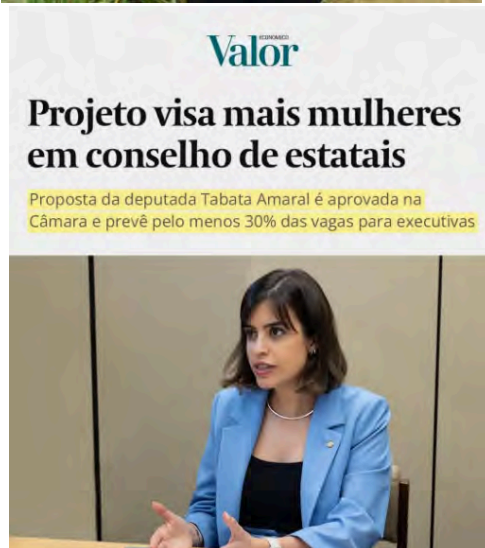 Valor
ECONÔMICO
Projeto visa mais mulheres
em conselho de estatais
Proposta da deputada Tabata Amaral é aprovada na
Câmara e prevê pelo menos 30% das vagas para executivas